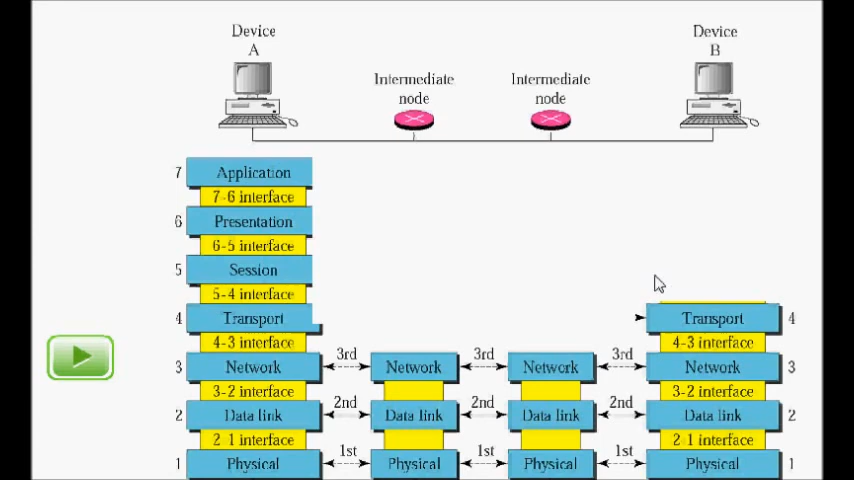 Device
A
Device
B
Intermediate
node
Intermediate
node
7 Application
7-6 interface
6 Presentation
6-5 interface
5 Session
5-4 interface
4 Transport
Transport 4
4-3 interface
4-3 interface
3 Network 3rd Network 3rd Network 3rd Network 3
3-2 interface
3-2 interface
2 Data link 2nd Data link 2nd Data link 2nd Data link 2
2-1 interface
2-1 interface
1 Physical 1st Physical 1st Physical 1st Physical 1